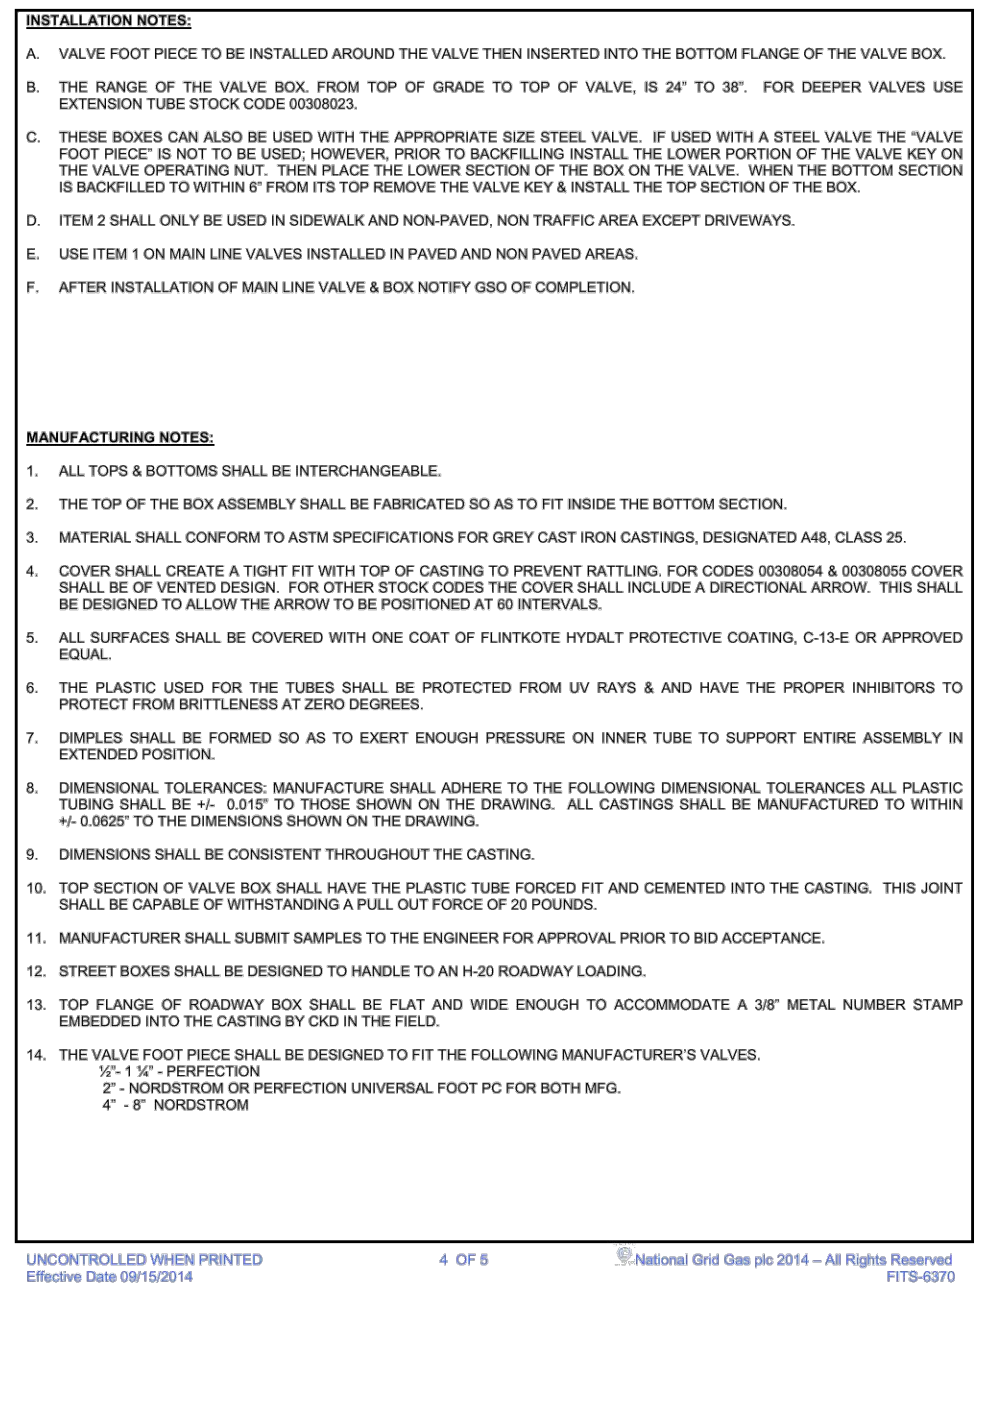 INSTALLATION NOTES:
A. VALVE FOOT PIECE TO BE INSTALLED AROUND THE VALVE THEN INSERTED INTO THE BOTTOM FLANGE OF THE VALVE BOX.
B. THE RANGE OF THE VALVE BOX. FROM TOP OF GRADE TO TOP OF VALVE, IS 24” TO 38”. FOR DEEPER VALVES USE
EXTENSION TUBE STOCK CODE 00308023.
C. THESE BOXES CAN ALSO BE USED WITH THE APPROPRIATE SIZE STEEL VALVE. IF USED WITH A STEEL VALVE THE “VALVE
FOOT PIECE” IS NOT TO BE USED; HOWEVER, PRIOR TO BACKFILLING INSTALL THE LOWER PORTION OF THE VALVE KEY ON
THE VALVE OPERATING NUT. THEN PLACE THE LOWER SECTION OF THE BOX ON THE VALVE. WHEN THE BOTTOM SECTION
IS BACKFILLED TO WITHIN 6” FROM ITS TOP REMOVE THE VALVE KEY & INSTALL THE TOP SECTION OF THE BOX.
D. ITEM 2 SHALL ONLY BE USED IN SIDEWALK AND NON-PAVED, NON TRAFFIC AREA EXCEPT DRIVEWAYS.
E. USE ITEM 1 ON MAIN LINE VALVES INSTALLED IN PAVED AND NON PAVED AREAS.
F. AFTER INSTALLATION OF MAIN LINE VALVE & BOX NOTIFY GSO OF COMPLETION.
MANUFACTURING NOTES:
1. ALL TOPS & BOTTOMS SHALL BE INTERCHANGEABLE.
2. THE TOP OF THE BOX ASSEMBLY SHALL BE FABRICATED SO AS TO FIT INSIDE THE BOTTOM SECTION.
3. MATERIAL SHALL CONFORM TO ASTM SPECIFICATIONS FOR GREY CAST IRON CASTINGS, DESIGNATED A48, CLASS 25.
4. COVER SHALL CREATE A TIGHT FIT WITH TOP OF CASTING TO PREVENT RATTLING. FOR CODES 00308054 & 00308055 COVER
SHALL BE OF VENTED DESIGN. FOR OTHER STOCK CODES THE COVER SHALL INCLUDE A DIRECTIONAL ARROW. THIS SHALL
BE DESIGNED TO ALLOW THE ARROW TO BE POSITIONED AT 60 INTERVALS.
5. ALL SURFACES SHALL BE COVERED WITH ONE COAT OF FLINTKOTE HYDALT PROTECTIVE COATING, C-13-E OR APPROVED
EQUAL.
6. THE PLASTIC USED FOR THE TUBES SHALL BE PROTECTED FROM UV RAYS & AND HAVE THE PROPER INHIBITORS TO
PROTECT FROM BRITTLENESS AT ZERO DEGREES.
7. DIMPLES SHALL BE FORMED SO AS TO EXERT ENOUGH PRESSURE ON INNER TUBE TO SUPPORT ENTIRE ASSEMBLY IN
EXTENDED POSITION.
8. DIMENSIONAL TOLERANCES: MANUFACTURE SHALL ADHERE TO THE FOLLOWING DIMENSIONAL TOLERANCES ALL PLASTIC
TUBING SHALL BE +/- 0.015” TO THOSE SHOWN ON THE DRAWING. ALL CASTINGS SHALL BE MANUFACTURED TO WITHIN
+/- 0.0625” TO THE DIMENSIONS SHOWN ON THE DRAWING.
9. DIMENSIONS SHALL BE CONSISTENT THROUGHOUT THE CASTING.
10. TOP SECTION OF VALVE BOX SHALL HAVE THE PLASTIC TUBE FORCED FIT AND CEMENTED INTO THE CASTING. THIS JOINT
SHALL BE CAPABLE OF WITHSTANDING A PULL OUT FORCE OF 20 POUNDS.
11. MANUFACTURER SHALL SUBMIT SAMPLES TO THE ENGINEER FOR APPROVAL PRIOR TO BID ACCEPTANCE.
12. STREET BOXES SHALL BE DESIGNED TO HANDLE TO AN H-20 ROADWAY LOADING.
13. TOP FLANGE OF ROADWAY BOX SHALL BE FLAT AND WIDE ENOUGH TO ACCOMMODATE A 3/8” METAL NUMBER STAMP
EMBEDDED INTO THE CASTING BY CKD IN THE FIELD.
14. THE VALVE FOOT PIECE SHALL BE DESIGNED TO FIT THE FOLLOWING MANUFACTURER’S VALVES.
½”- 1 ¼” - PERFECTION
2” - NORDSTROM OR PERFECTION UNIVERSAL FOOT PC FOR BOTH MFG.
4” - 8” NORDSTROM
UNCONTROLLED WHEN PRINTED 4 OF 5 National Grid Gas plc 2014 – All Rights Reserved
Effective Date 09/15/2014 FITS-6370